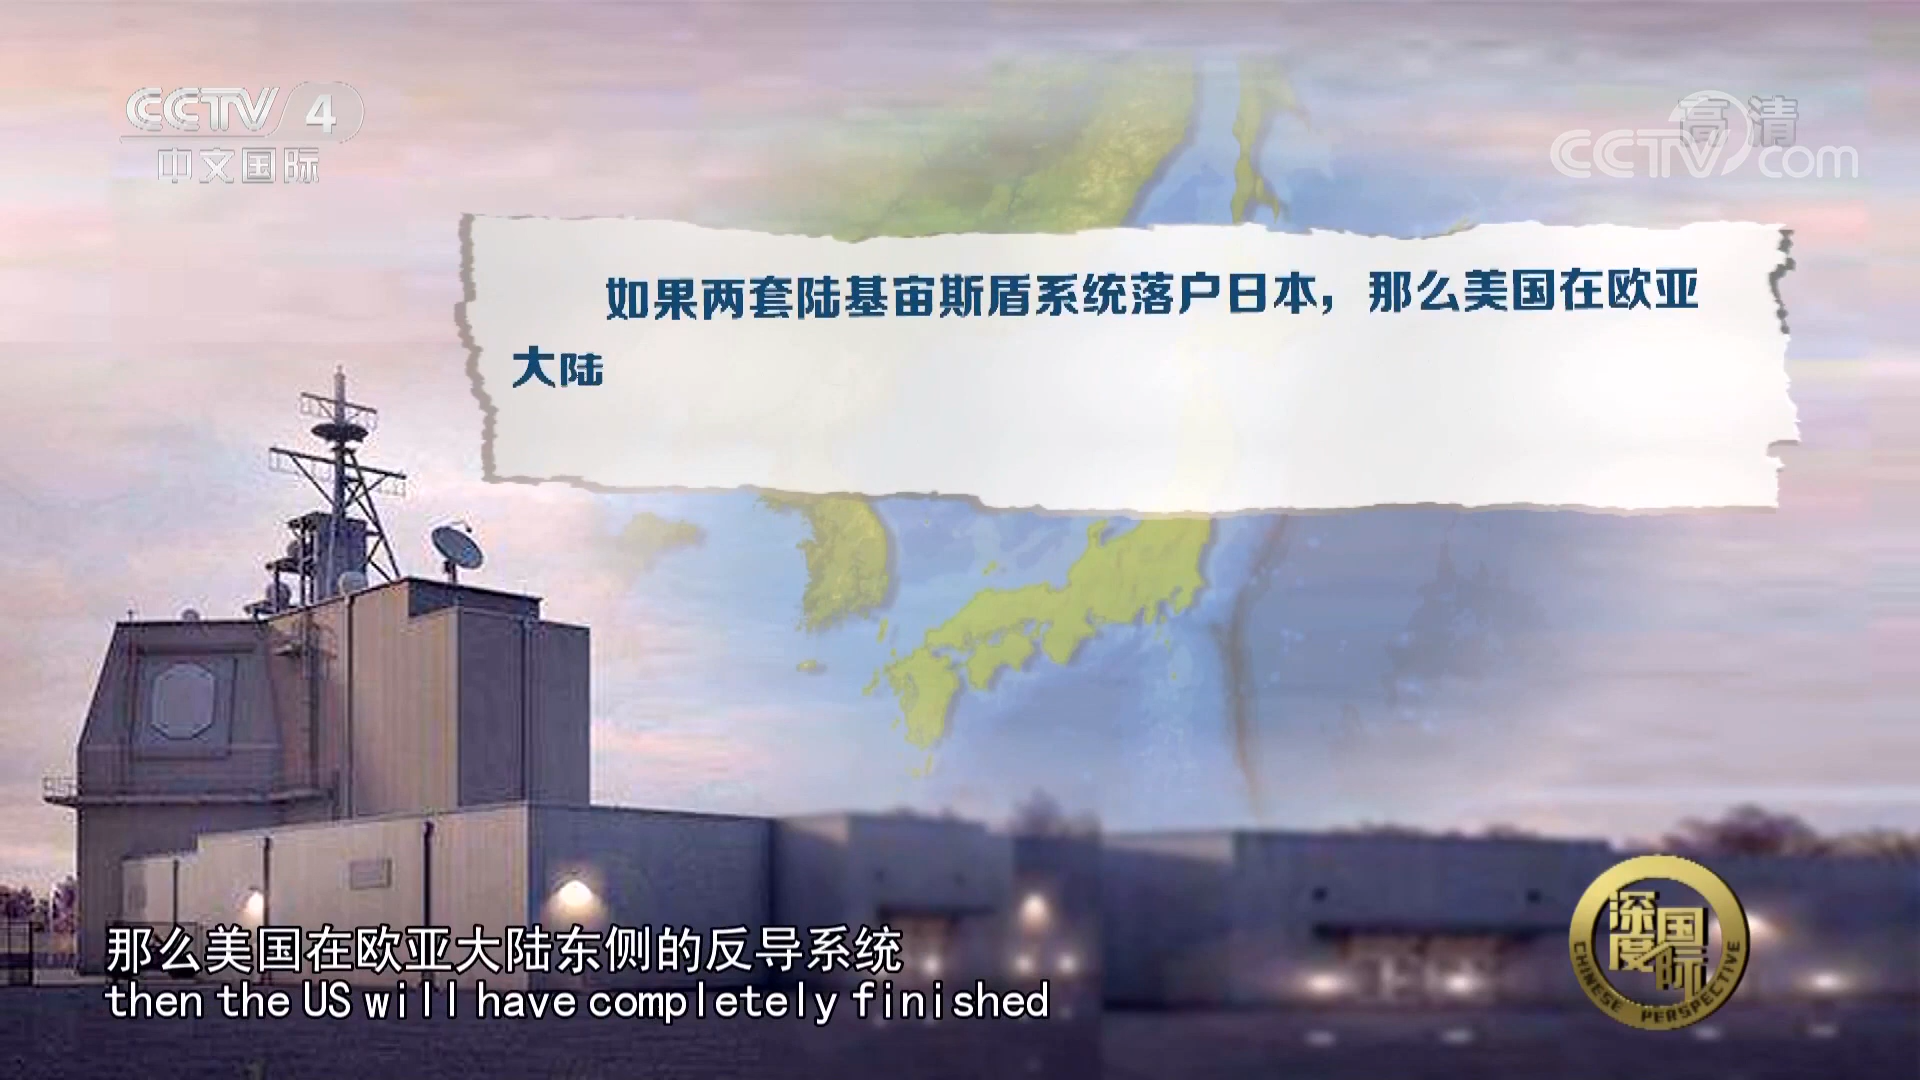 CCTV 4
中文国际
高清
CCTV com
如果两套陆基宙斯盾系统落户日本，那么美国在欧亚
大陆
那么美国在欧亚大陆东侧的反导系统
then the US will have completely finished
深度国际
CHINESE PERSPECTIVE